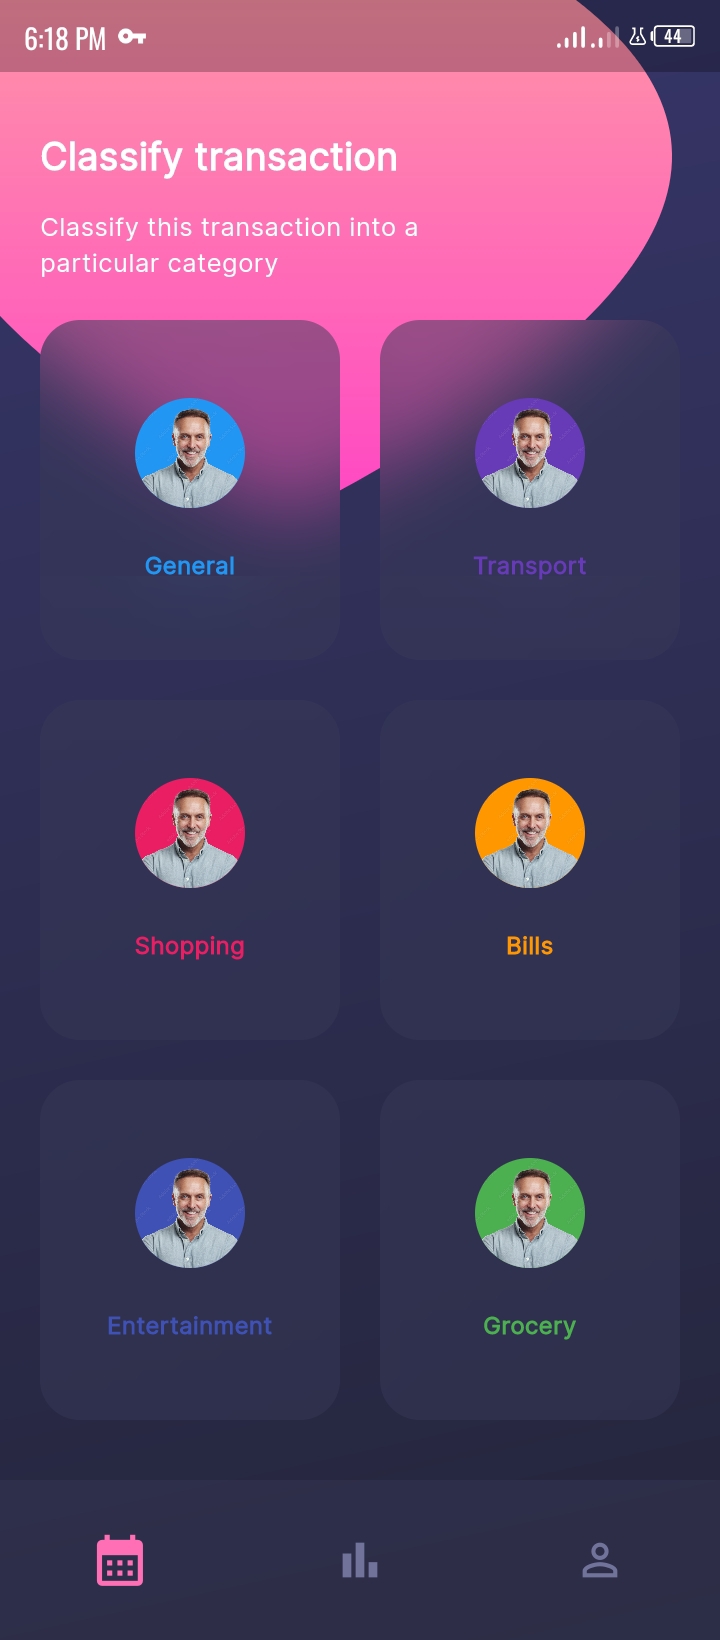 6:18 PM
44
Classify transaction
Classify this transaction into a
particular category
General
Transport
Shopping
Bills
Entertainment
Grocery